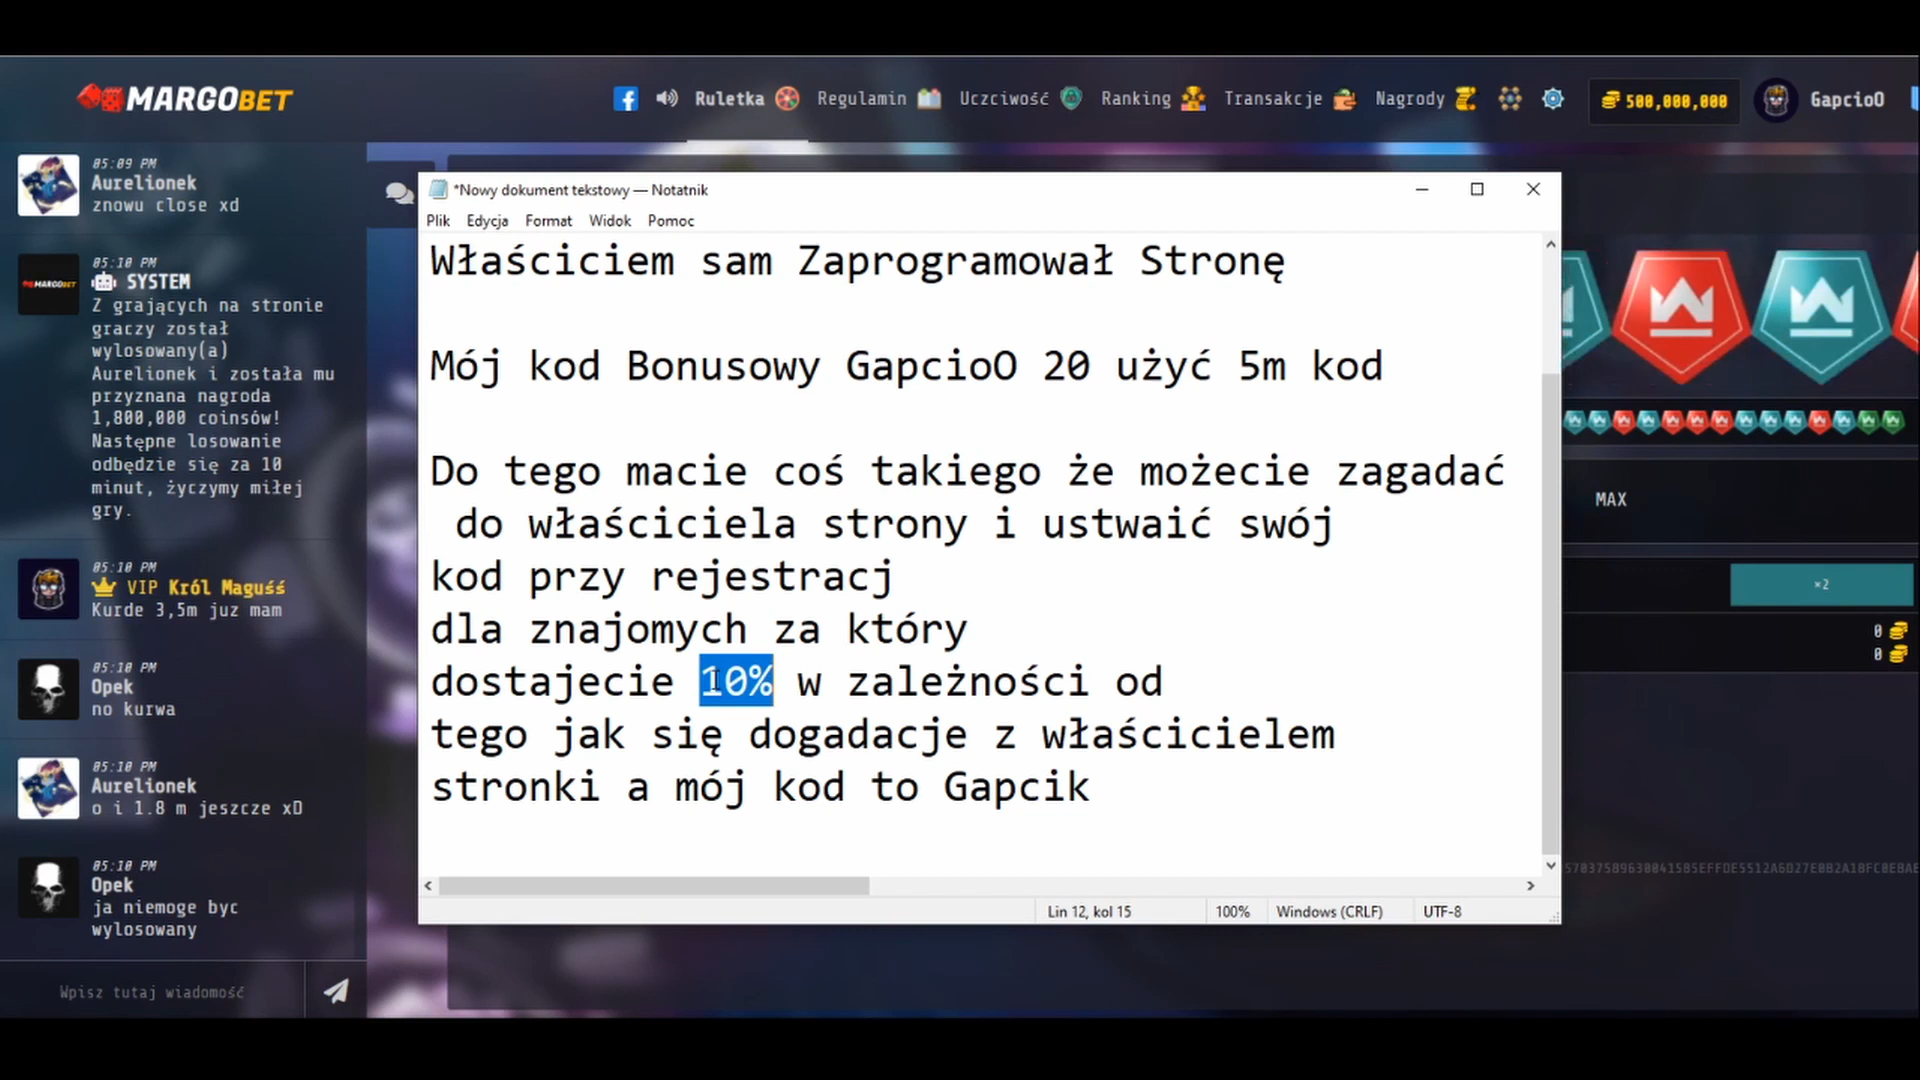 MARGOBET
Ruletka
Regulamin
Uczciwość
Ranking
Transakcje
Nagrody
500,000,000
GapcioO
05:09 PM
Aurelionek
znowu close xd
05:10 PM
SYSTEM
Z grających na stronie
graczy został
wylosowany(a)
Aurelionek i została mu
przyznana nagroda
1,800,000 coinsów!
Następne losowanie
odbędzie się za 10
minut, życzymy miłej
gry.
05:10 PM
VIP Król Maguśś
Kurde 3,5m juz mam
05:10 PM
Opek
no kurwa
05:10 PM
Aurelionek
o i 1.8 m jeszcze xD
05:10 PM
Opek
ja niemoge byc
wylosowany
Wpisz tutaj wiadomość
*Nowy dokument tekstowy — Notatnik
Plik Edycja Format Widok Pomoc
Właściciem sam Zaprogramował Stronę
Mój kod Bonusowy GapcioO 20 użyć 5m kod
Do tego macie coś takiego że możecie zagadać
do właściciela strony i ustwaić swój
kod przy rejestracj
dla znajomych za który
dostajecie 10% w zależności od
tego jak się dogadacje z właścicielem
stronki a mój kod to Gapcik
Lin 12, kol 15
100%
Windows (CRLF)
UTF-8
MAX
×2
0
0